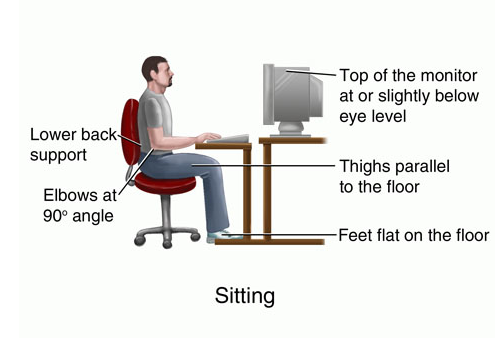 Top of the monitor
at or slightly below
eye level
Lower back
support
Thighs parallel
to the floor
Elbows at
90° angle
Feet flat on the floor
Sitting